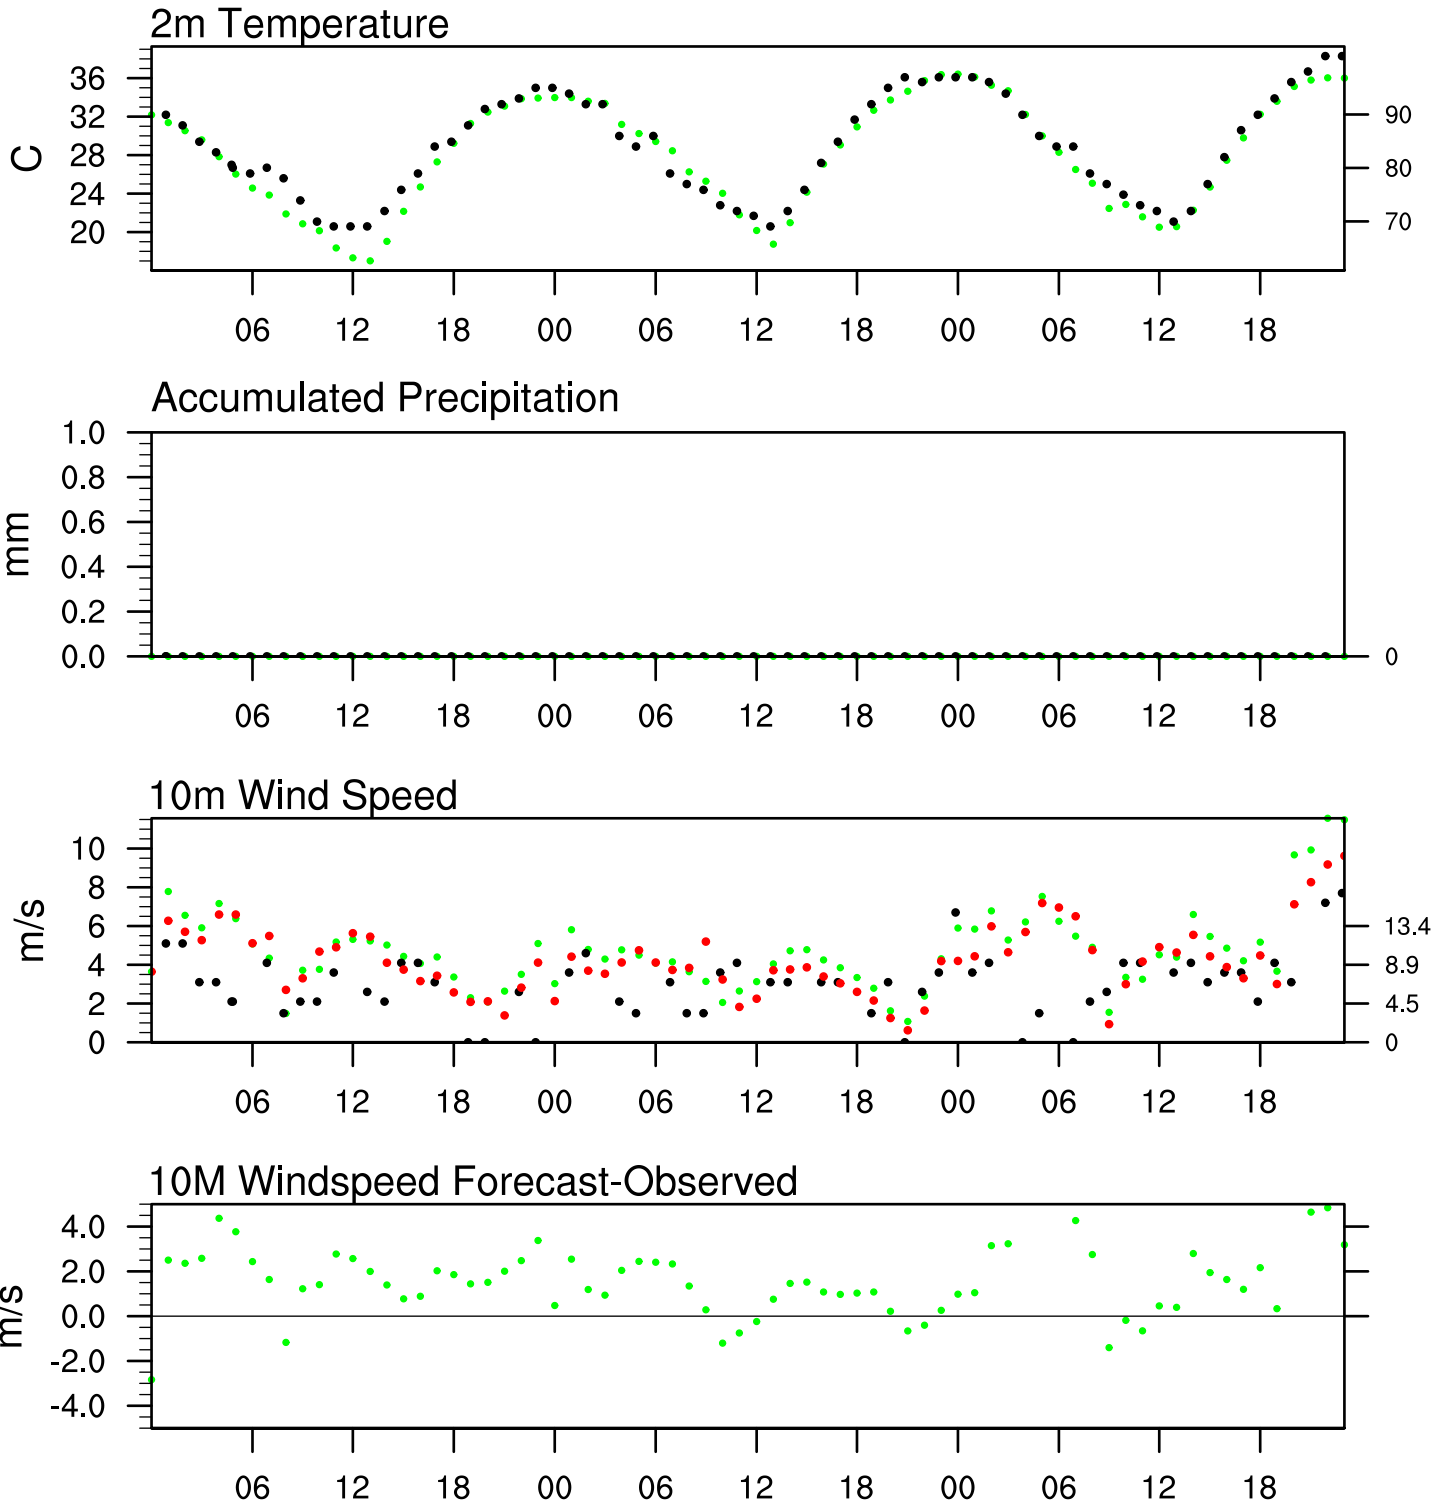 2m Temperature
36
32
28
24
20
C
90
80
70
06 12 18 00 06 12 18 00 06 12 18
Accumulated Precipitation
1.0
0.8
0.6
0.4
0.2
0.0
mm
0
06 12 18 00 06 12 18 00 06 12 18
10m Wind Speed
10
8
6
4
2
0
m/s
13.4
8.9
4.5
0
06 12 18 00 06 12 18 00 06 12 18
10M Windspeed Forecast-Observed
4.0
2.0
0.0
-2.0
-4.0
m/s
06 12 18 00 06 12 18 00 06 12 18